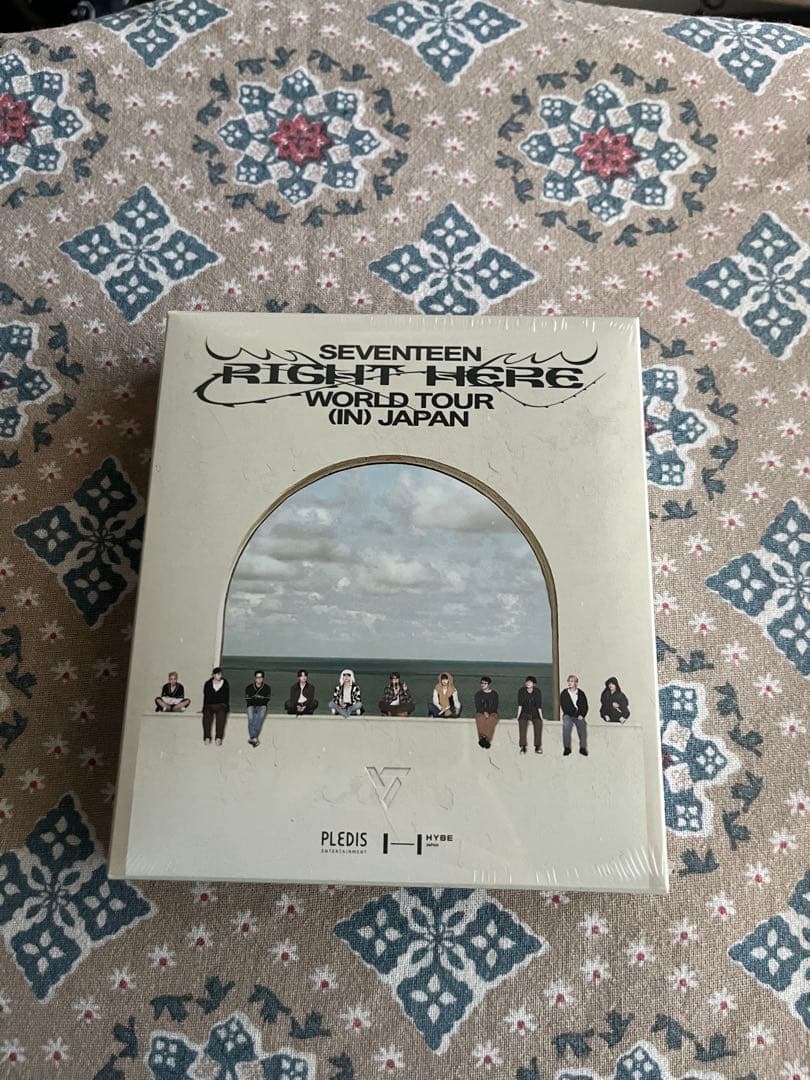 SEVENTEEN
RIGHT HERE
WORLD TOUR
(IN) JAPAN
PLEDIS
ENTERTAINMENT
HYBE
JAPAN